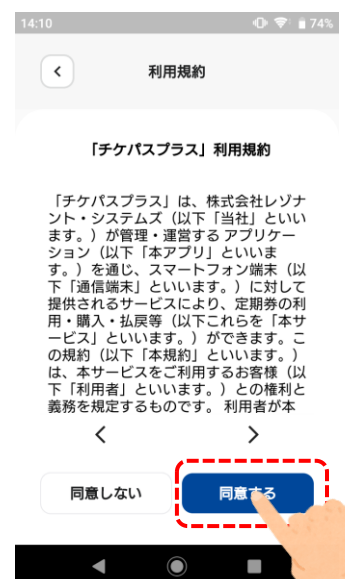 14:10
74%
利用規約
「チケパスプラス」利用規約
「チケパスプラス」は、株式会社レゾナ
ント・システムズ（以下「当社」といい
ます。）が管理・運営する アプリケー
ション（以下「本アプリ」といいま
す。）を通じ、スマートフォン端末（以
下「通信端末」といいます。）に対して
提供されるサービスにより、定期券の利
用・購入・払戻等（以下これらを「本サ
ービス」といいます。）ができます。こ
の規約（以下「本規約」といいます。）
は、本サービスをご利用するお客様（以
下「利用者」といいます。）との権利と
義務を規定するものです。 利用者が本
同意しない
同意する